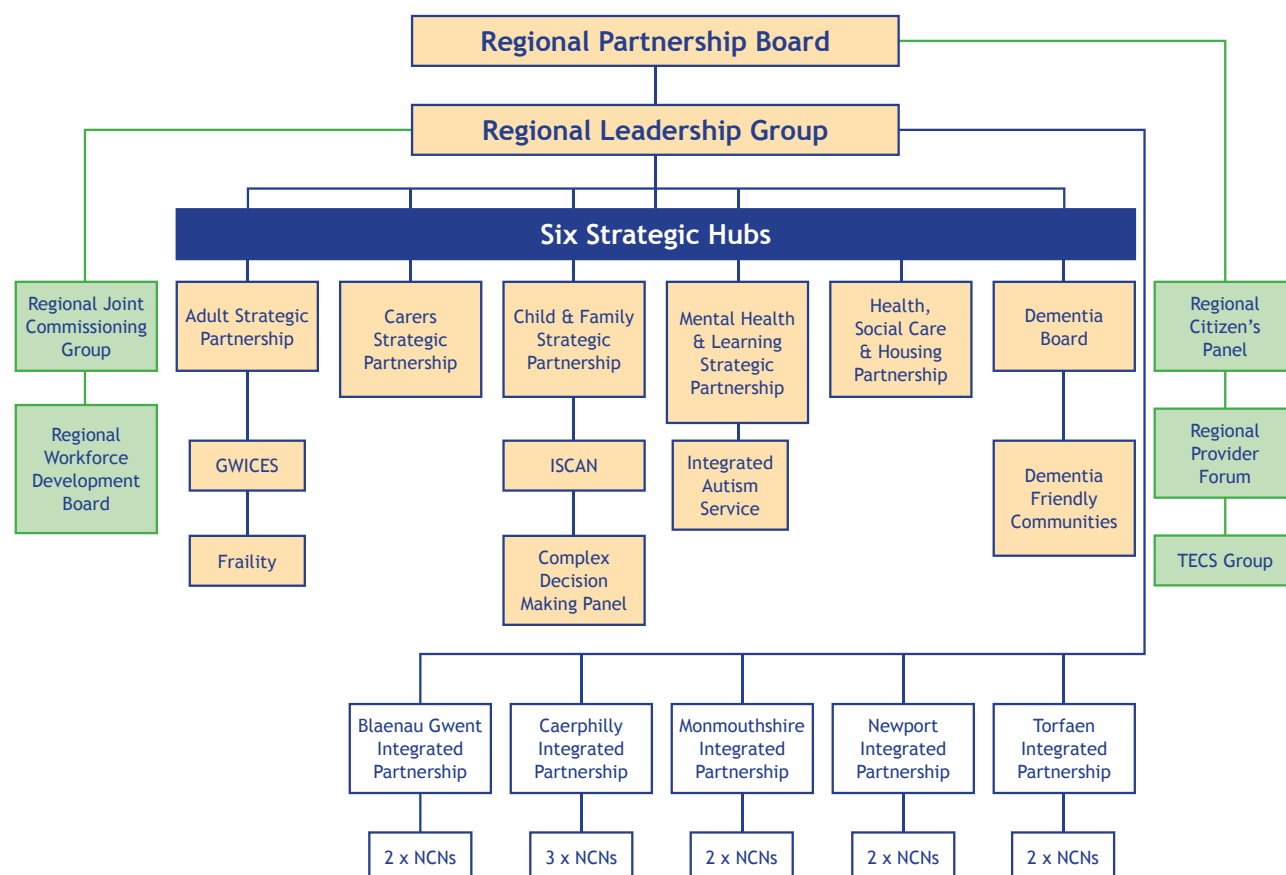 Regional Partnership Board
Regional Leadership Group
Six Strategic Hubs
Regional Joint
Commissioning
Group
Regional
Workforce
Development
Board
Adult Strategic
Partnership
GWICES
Fraility
Carers
Strategic
Partnership
Child & Family
Strategic
Partnership
ISCAN
Complex
Decision
Making Panel
Mental Health
& Learning
Strategic
Partnership
Integrated
Autism
Service
Health,
Social Care
& Housing
Partnership
Dementia
Board
Dementia
Friendly
Communities
Regional
Citizen’s
Panel
Regional
Provider
Forum
TECS Group
Blaenau Gwent
Integrated
Partnership
2 x NCNs
Caerphilly
Integrated
Partnership
3 x NCNs
Monmouthshire
Integrated
Partnership
2 x NCNs
Newport
Integrated
Partnership
2 x NCNs
Torfaen
Integrated
Partnership
2 x NCNs